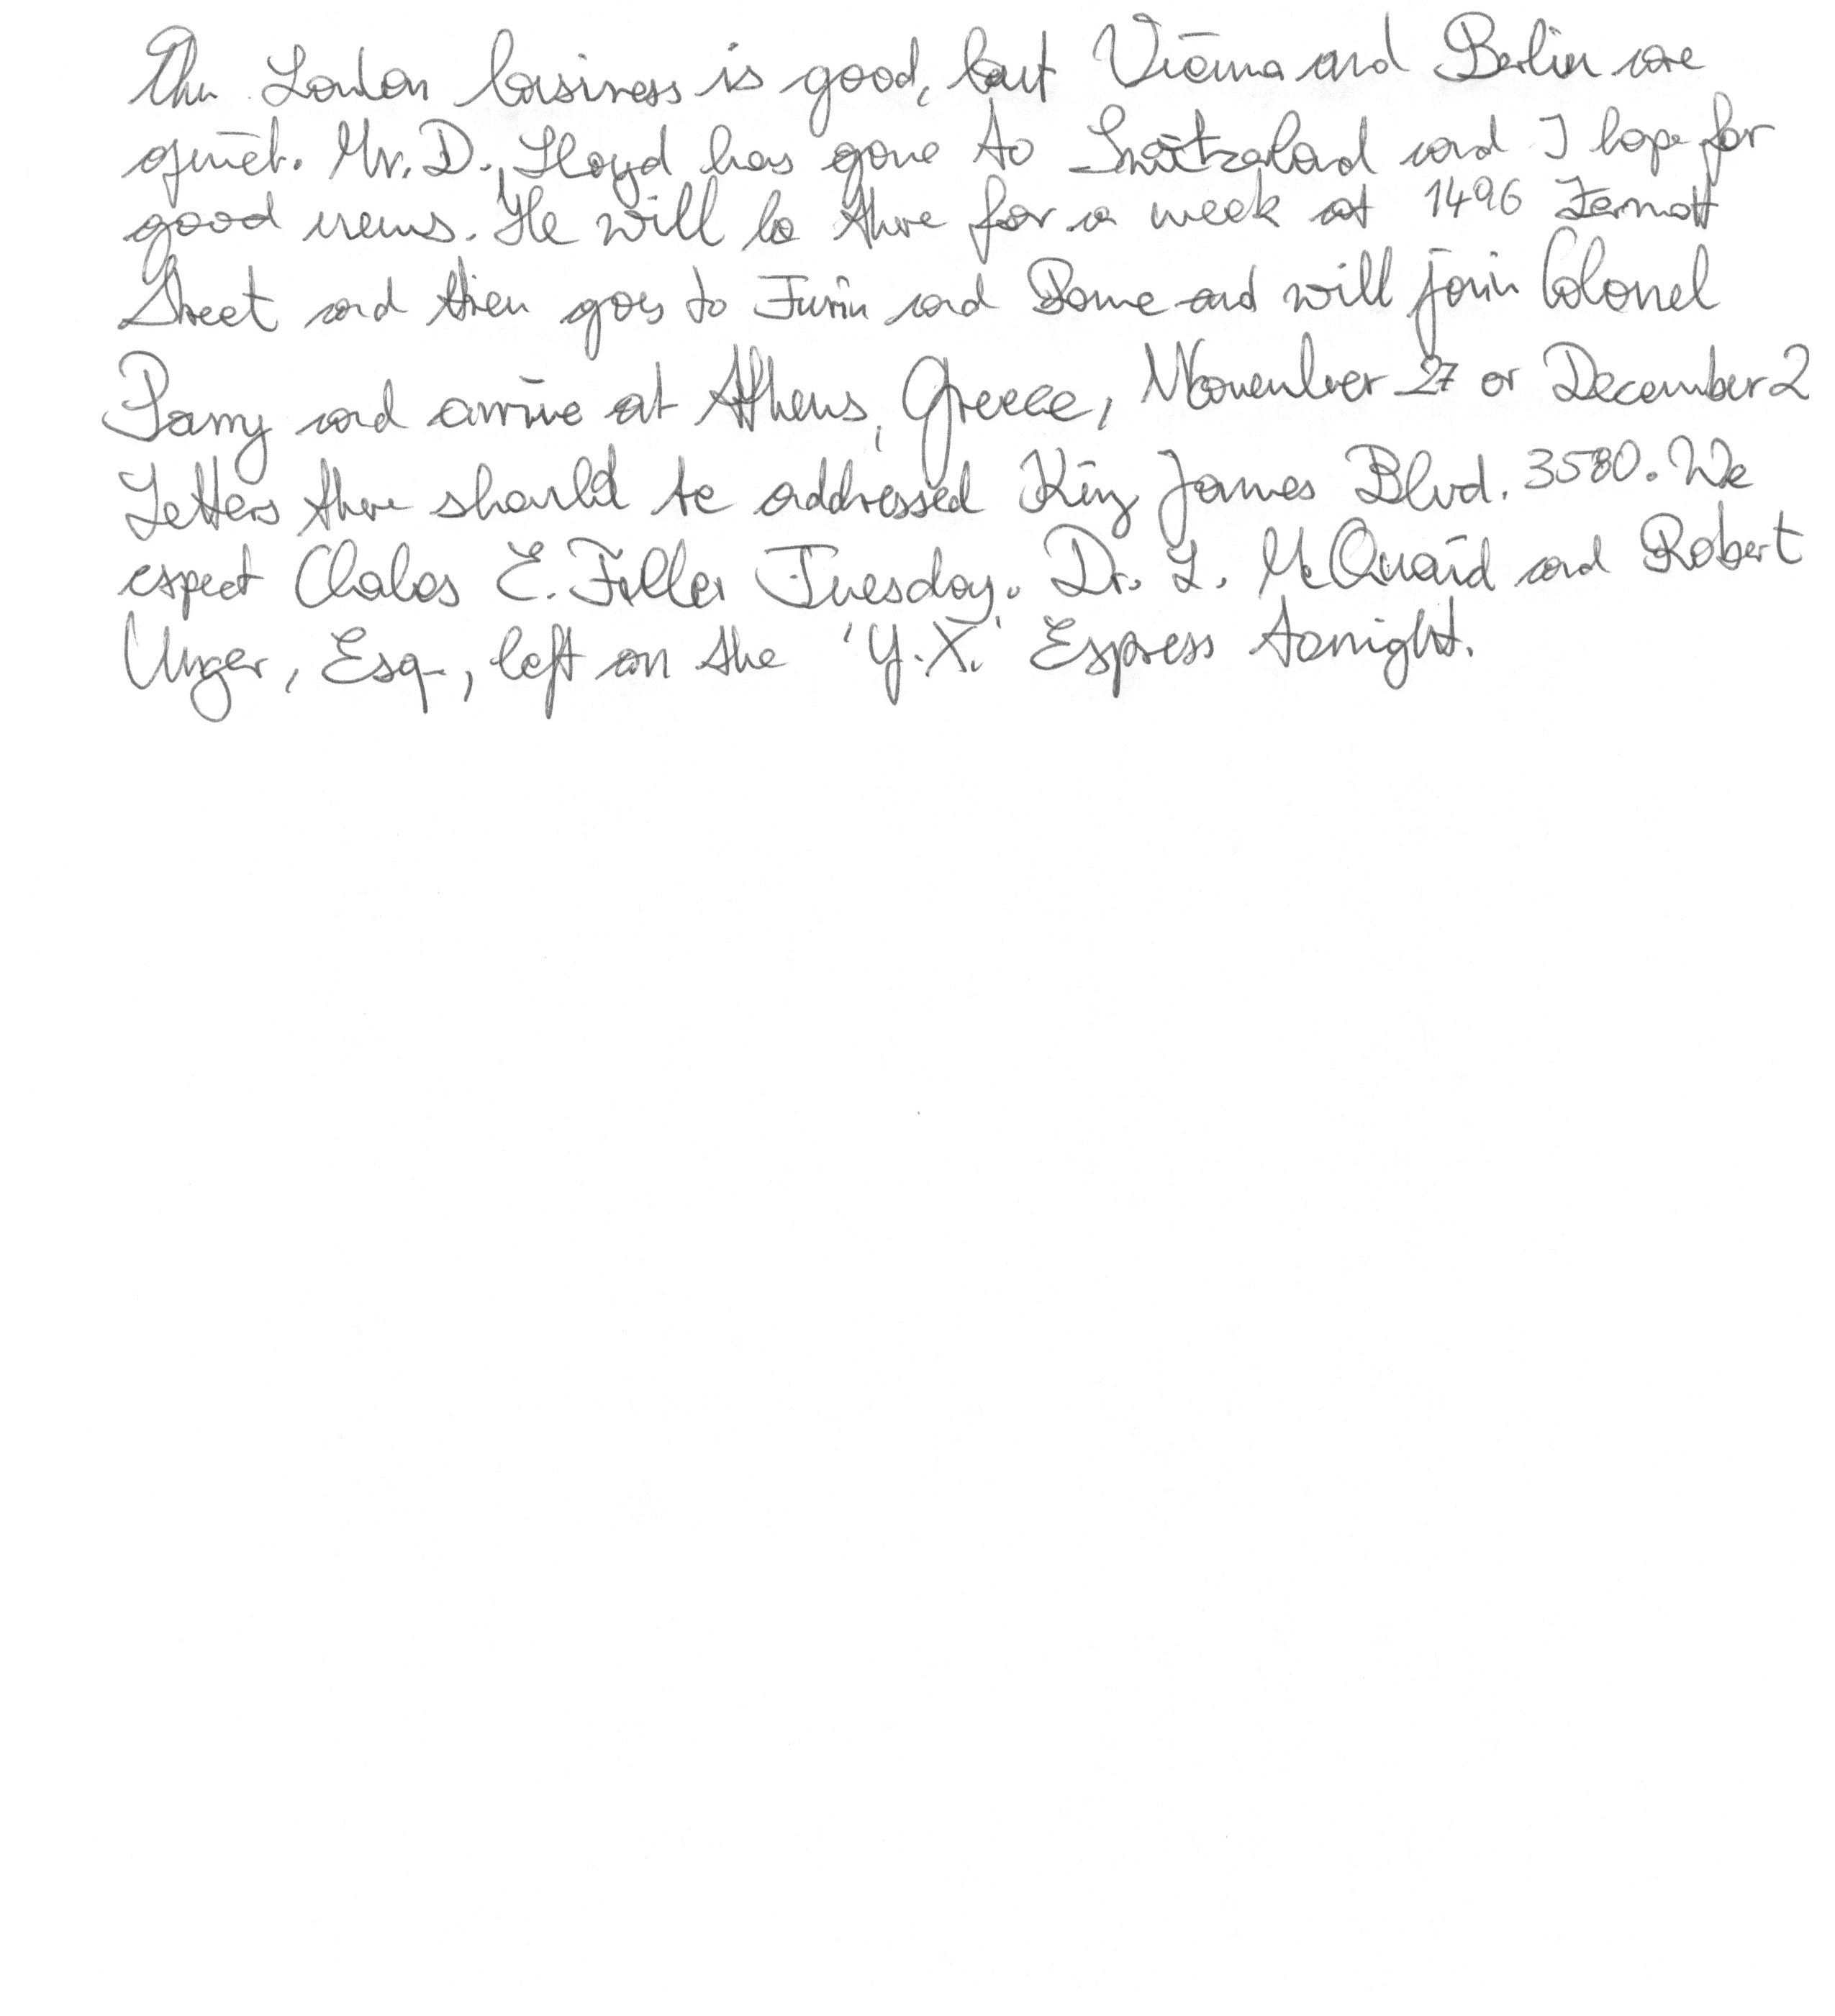 Our London business is good, but Vienna and Berlin are
quiet. Mr. D. Lloyd has gone to Switzerland and I hope for
good news. He will be there for a week at 1496 Zermott
Street and then goes to Turin and Rome and will join Colonel
Parry and arrive at Athens, Greece, November 27 or December 2
Letters there should be addressed King James Blvd. 3580. We
expect Chales E. Fuller Tuesday. Dr. L. McQuaid and Robert
Unger, Esq., left on the 'Y.X.' Express tonight.